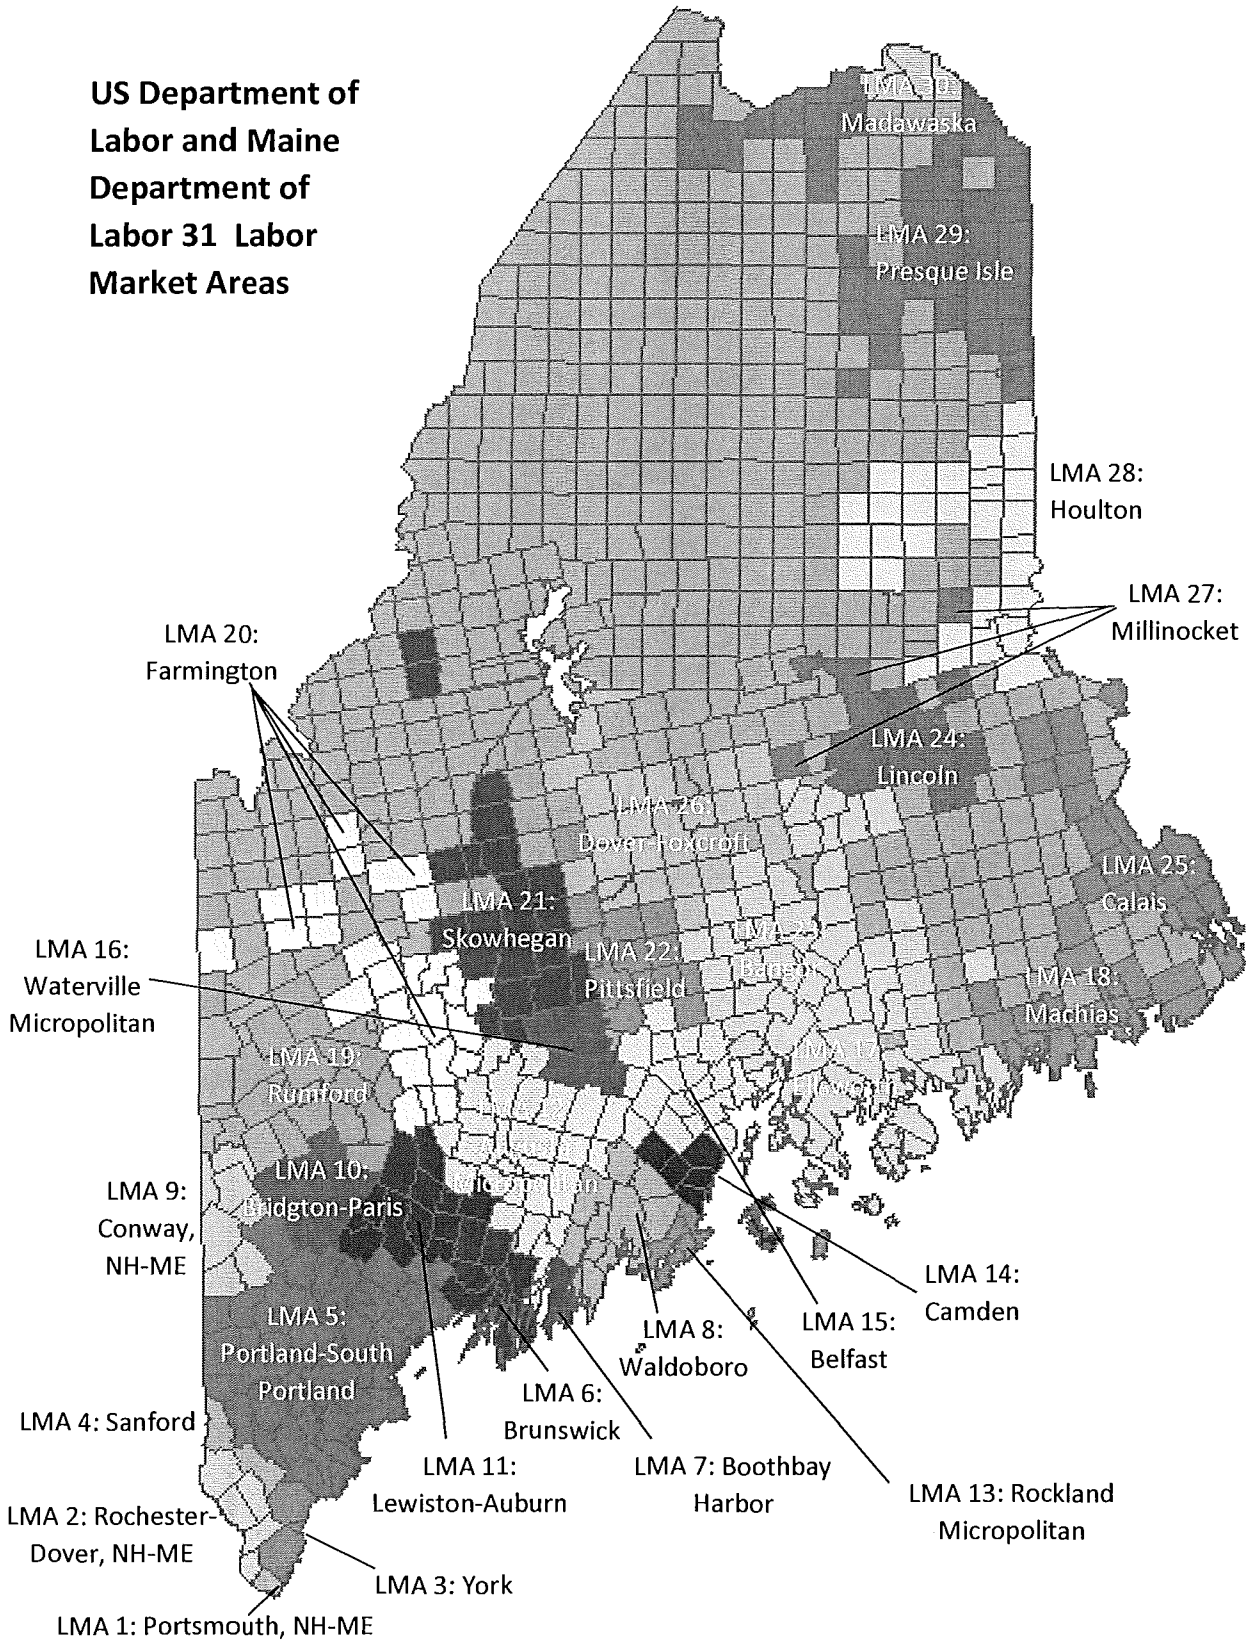 US Department of
Labor and Maine
Department of
Labor 31 Labor
Market Areas
LMA 30:
Madawaska
LMA 29:
Presque Isle
LMA 28:
Houlton
LMA 27:
Millinocket
LMA 20:
Farmington
LMA 24:
Lincoln
LMA 26:
Dover-Foxcroft
LMA 25:
Calais
LMA 21:
Skowhegan
LMA 16:
Waterville
Micropolitan
LMA 22:
Pittsfield
LMA 23:
Bangor
LMA 18:
Machias
LMA 19:
Rumford
LMA 17:
Ellsworth
Micropolitan
LMA 10:
Bridgton-Paris
LMA 9:
Conway,
NH-ME
LMA 14:
Camden
LMA 5:
Portland-South
Portland
LMA 8:
Waldoboro
LMA 15:
Belfast
LMA 6:
Brunswick
LMA 4: Sanford
LMA 11:
Lewiston-Auburn
LMA 7: Boothbay
Harbor
LMA 13: Rockland
Micropolitan
LMA 2: Rochester-
Dover, NH-ME
LMA 3: York
LMA 1: Portsmouth, NH-ME